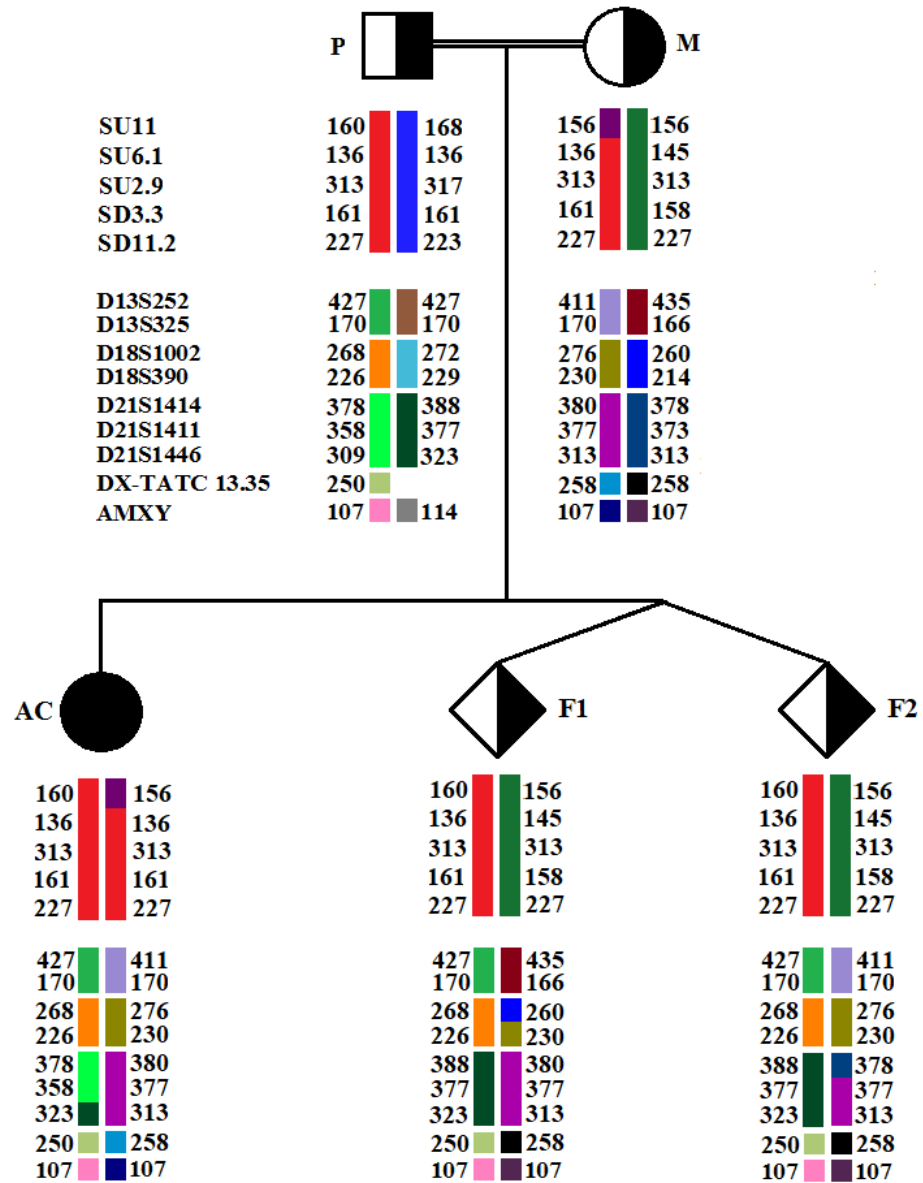 P M
SU11 160 168 156 156
SU6.1 136 136 136 145
SU2.9 313 317 313 313
SD3.3 161 161 161 158
SD11.2 227 223 227 227
D13S252 427 427 411 435
D13S325 170 170 170 166
D18S1002 268 272 276 260
D18S390 226 229 230 214
D21S1414 378 388 380 378
D21S1411 358 377 377 373
D21S1446 309 323 313 313
DX-TATC 13.35 250 258 258
AMXY 107 114 107 107
AC F1 F2
160 156 160 156 160 156
136 136 136 145 136 145
313 313 313 313 313 313
161 161 161 158 161 158
227 227 227 227 227 227
427 411 427 435 427 411
170 170 170 166 170 170
268 276 268 260 268 276
226 230 226 230 226 230
378 380 388 380 388 378
358 377 377 377 377 377
323 313 323 313 323 313
250 258 250 258 250 258
107 107 107 107 107 107